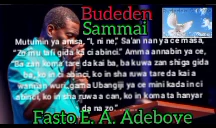 Budeden
Sammai
Mutumin ya amsa, "I, ni ne," Sa'an nan ya ce masa,
"Zo mu tafi gida ka ci abinci." Amma annabin ya ce,
Ba zan koma tare da kai ba, ba kuwa zan shiga gida
ba, ko in ci abinci, ko in sha ruwa tare da kai a
wannan wuri, gama Ubangiji ya ce mini kada in ci
abinci, ko in sha ruwa a can, ko in koma ta hanyar
da na zo."
Fasto E. A. Adeboye